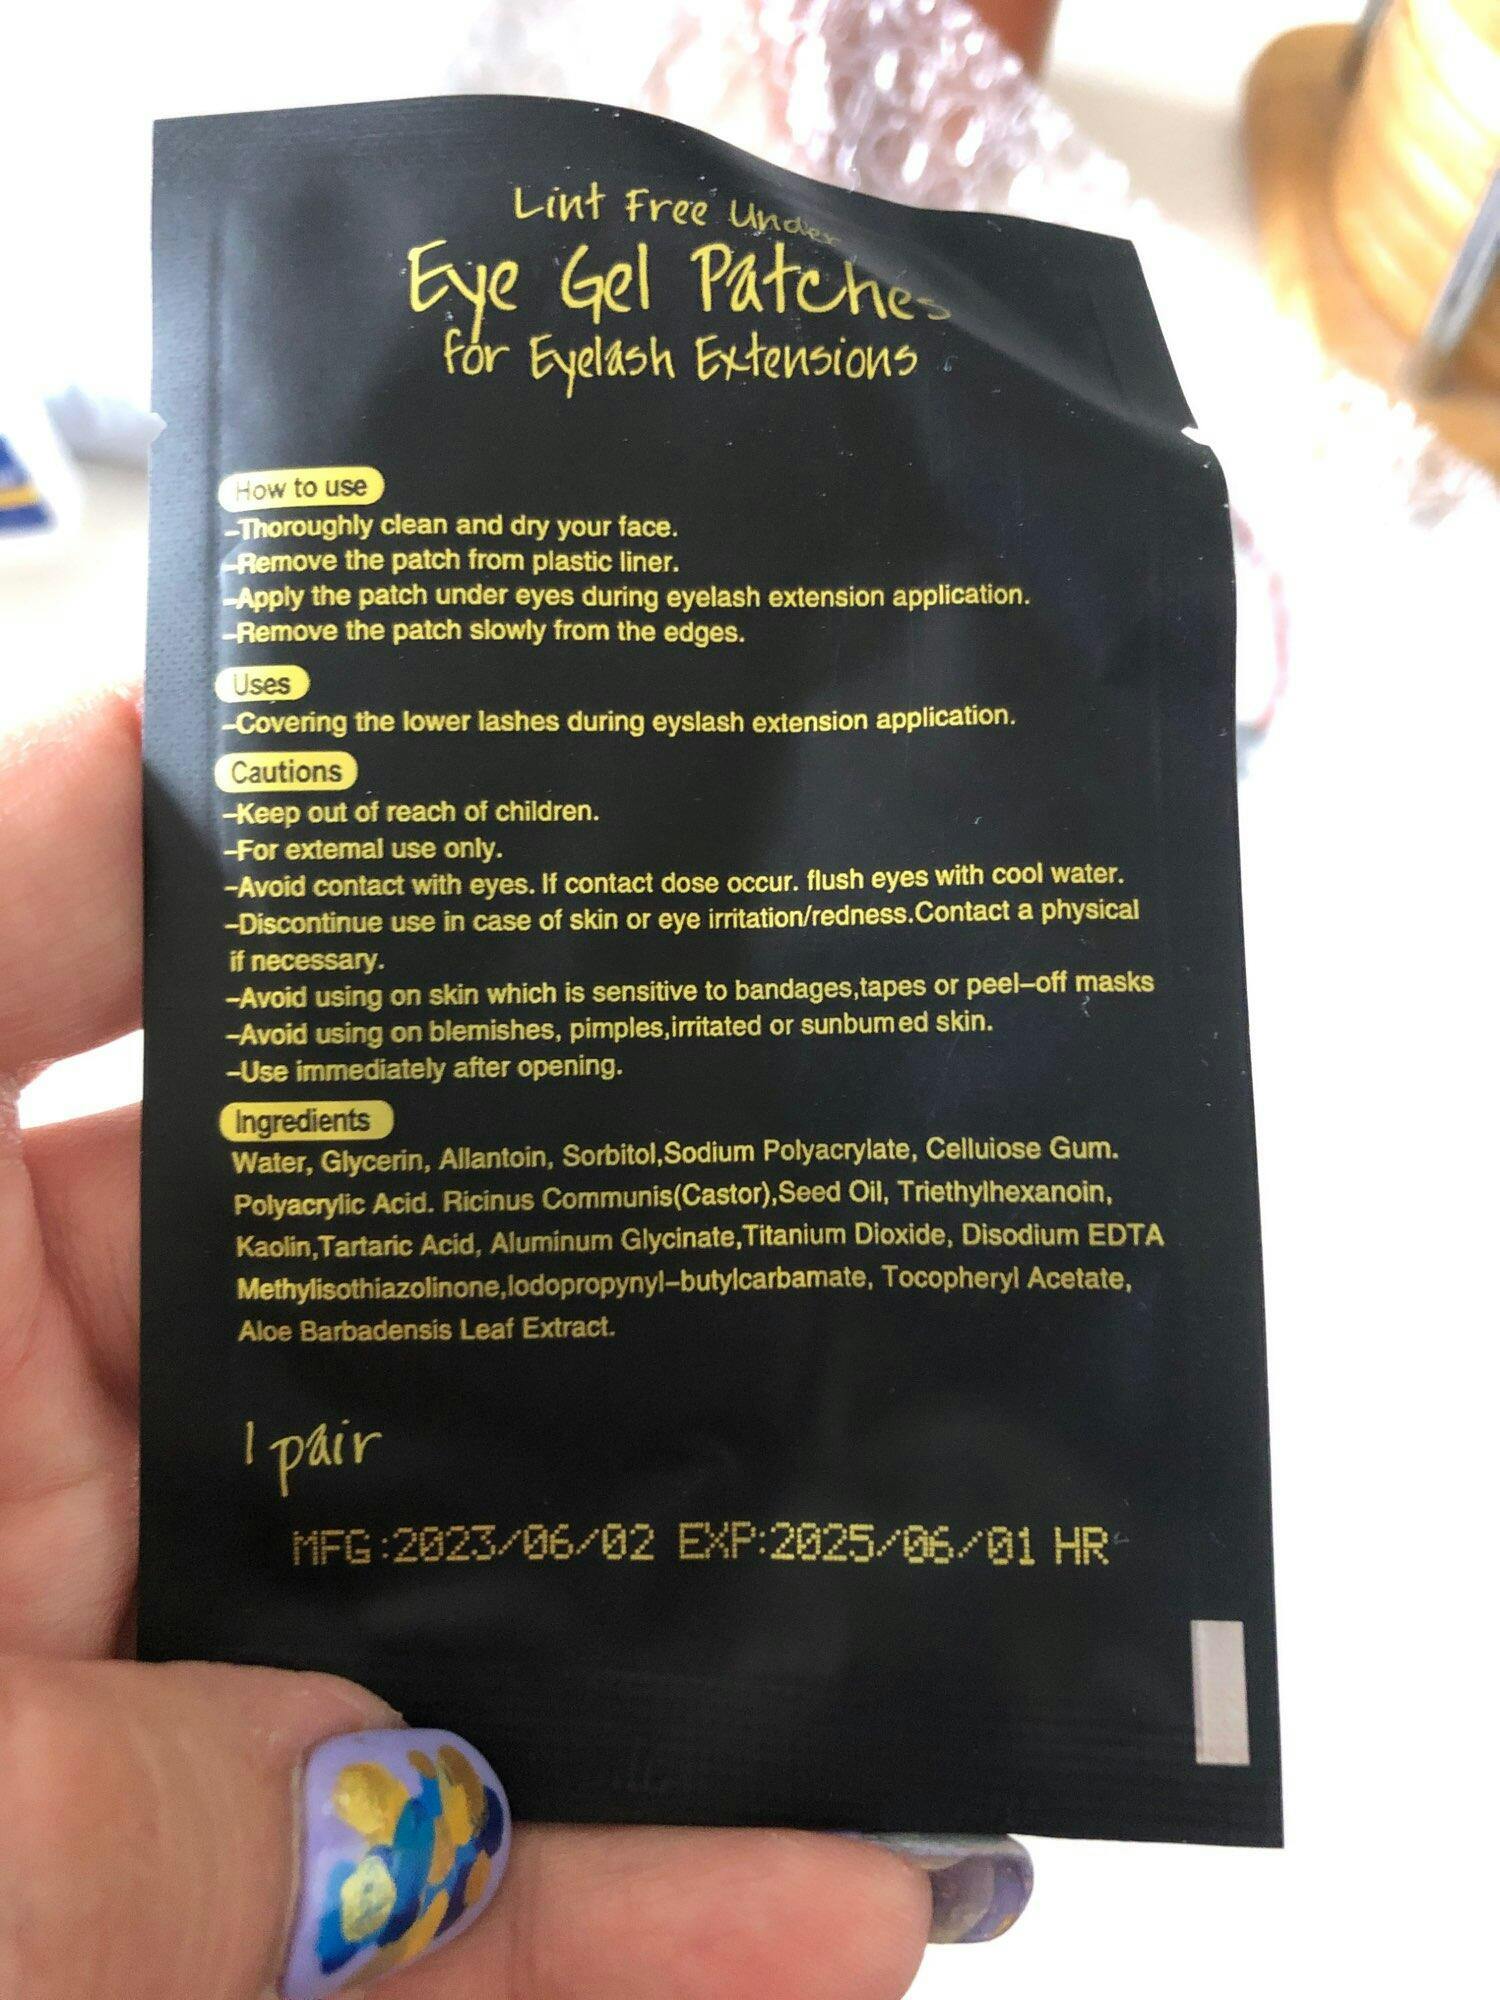 Lint Free Under
Eye Gel Patches
for Eyelash Extensions
How to use
–Thoroughly clean and dry your face.
–Remove the patch from plastic liner.
–Apply the patch under eyes during eyelash extension application.
–Remove the patch slowly from the edges.
Uses
–Covering the lower lashes during eyslash extension application.
Cautions
–Keep out of reach of children.
–For extemal use only.
–Avoid contact with eyes. If contact dose occur. flush eyes with cool water.
–Discontinue use in case of skin or eye irritation/redness.Contact a physical
if necessary.
–Avoid using on skin which is sensitive to bandages,tapes or peel–off masks
–Avoid using on blemishes, pimples,irritated or sunbumed skin.
–Use immediately after opening.
Ingredients
Water, Glycerin, Allantoin, Sorbitol,Sodium Polyacrylate, Celluiose Gum.
Polyacrylic Acid. Ricinus Communis(Castor),Seed Oil, Triethylhexanoin,
Kaolin,Tartaric Acid, Aluminum Glycinate,Titanium Dioxide, Disodium EDTA
Methylisothiazolinone,Iodopropynyl–butylcarbamate, Tocopheryl Acetate,
Aloe Barbadensis Leaf Extract.
1 pair
MFG:2023/06/02 EXP:2025/06/01 HR